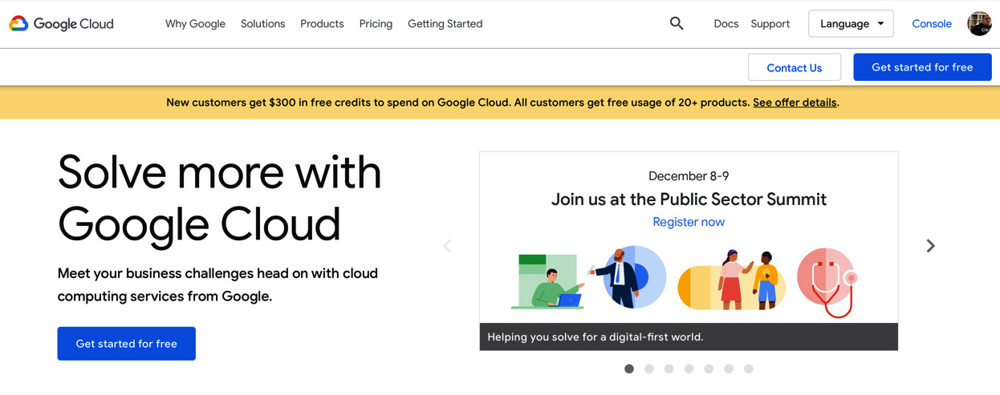 Google Cloud Why Google Solutions Products Pricing Getting Started Docs Support Language Console
Contact Us Get started for free
New customers get $300 in free credits to spend on Google Cloud. All customers get free usage of 20+ products. See offer details.
Solve more with
Google Cloud
Meet your business challenges head on with cloud
computing services from Google.
Get started for free
December 8-9
Join us at the Public Sector Summit
Register now
Helping you solve for a digital-first world.